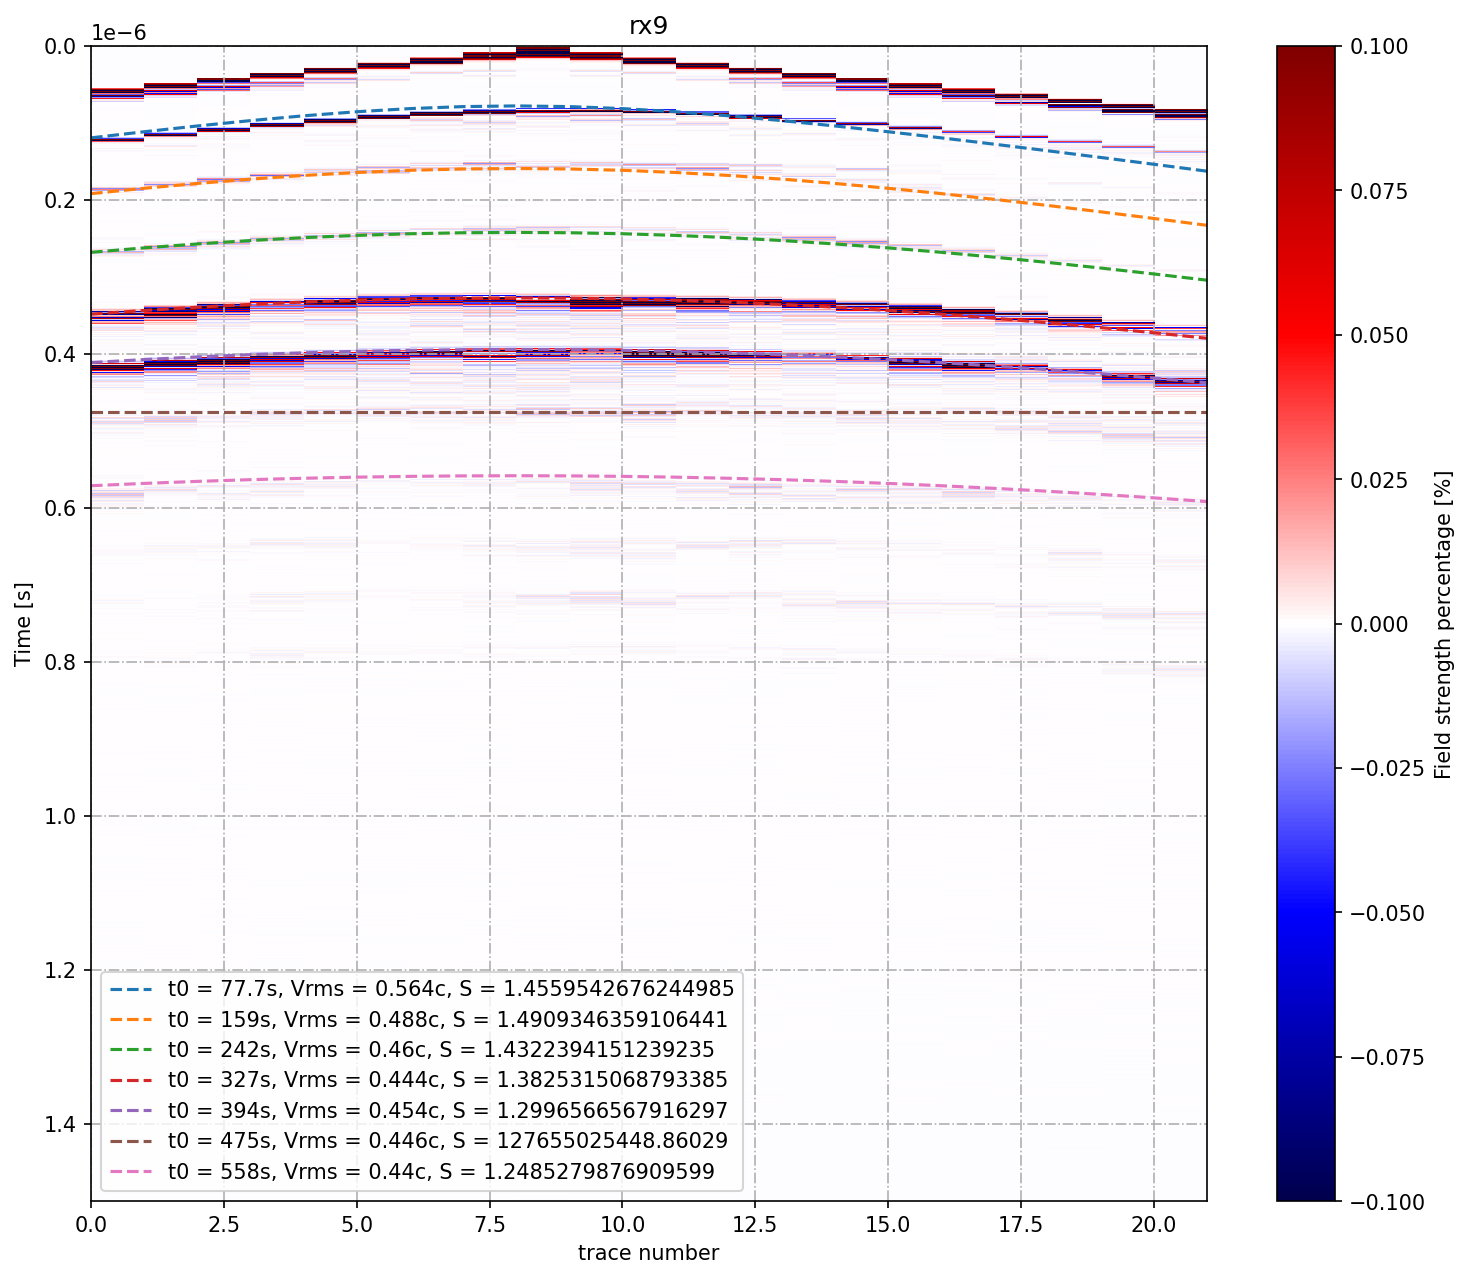 rx9
1e−6
0.0
0.2
0.4
0.6
0.8
1.0
1.2
1.4
Time [s]
0.0
2.5
5.0
7.5
10.0
12.5
15.0
17.5
20.0
trace number
t0 = 77.7s, Vrms = 0.564c, S = 1.4559542676244985
t0 = 159s, Vrms = 0.488c, S = 1.4909346359106441
t0 = 242s, Vrms = 0.46c, S = 1.4322394151239235
t0 = 327s, Vrms = 0.444c, S = 1.3825315068793385
t0 = 394s, Vrms = 0.454c, S = 1.2996566567916297
t0 = 475s, Vrms = 0.446c, S = 127655025448.86029
t0 = 558s, Vrms = 0.44c, S = 1.2485279876909599
0.100
0.075
0.050
0.025
0.000
−0.025
−0.050
−0.075
−0.100
Field strength percentage [%]